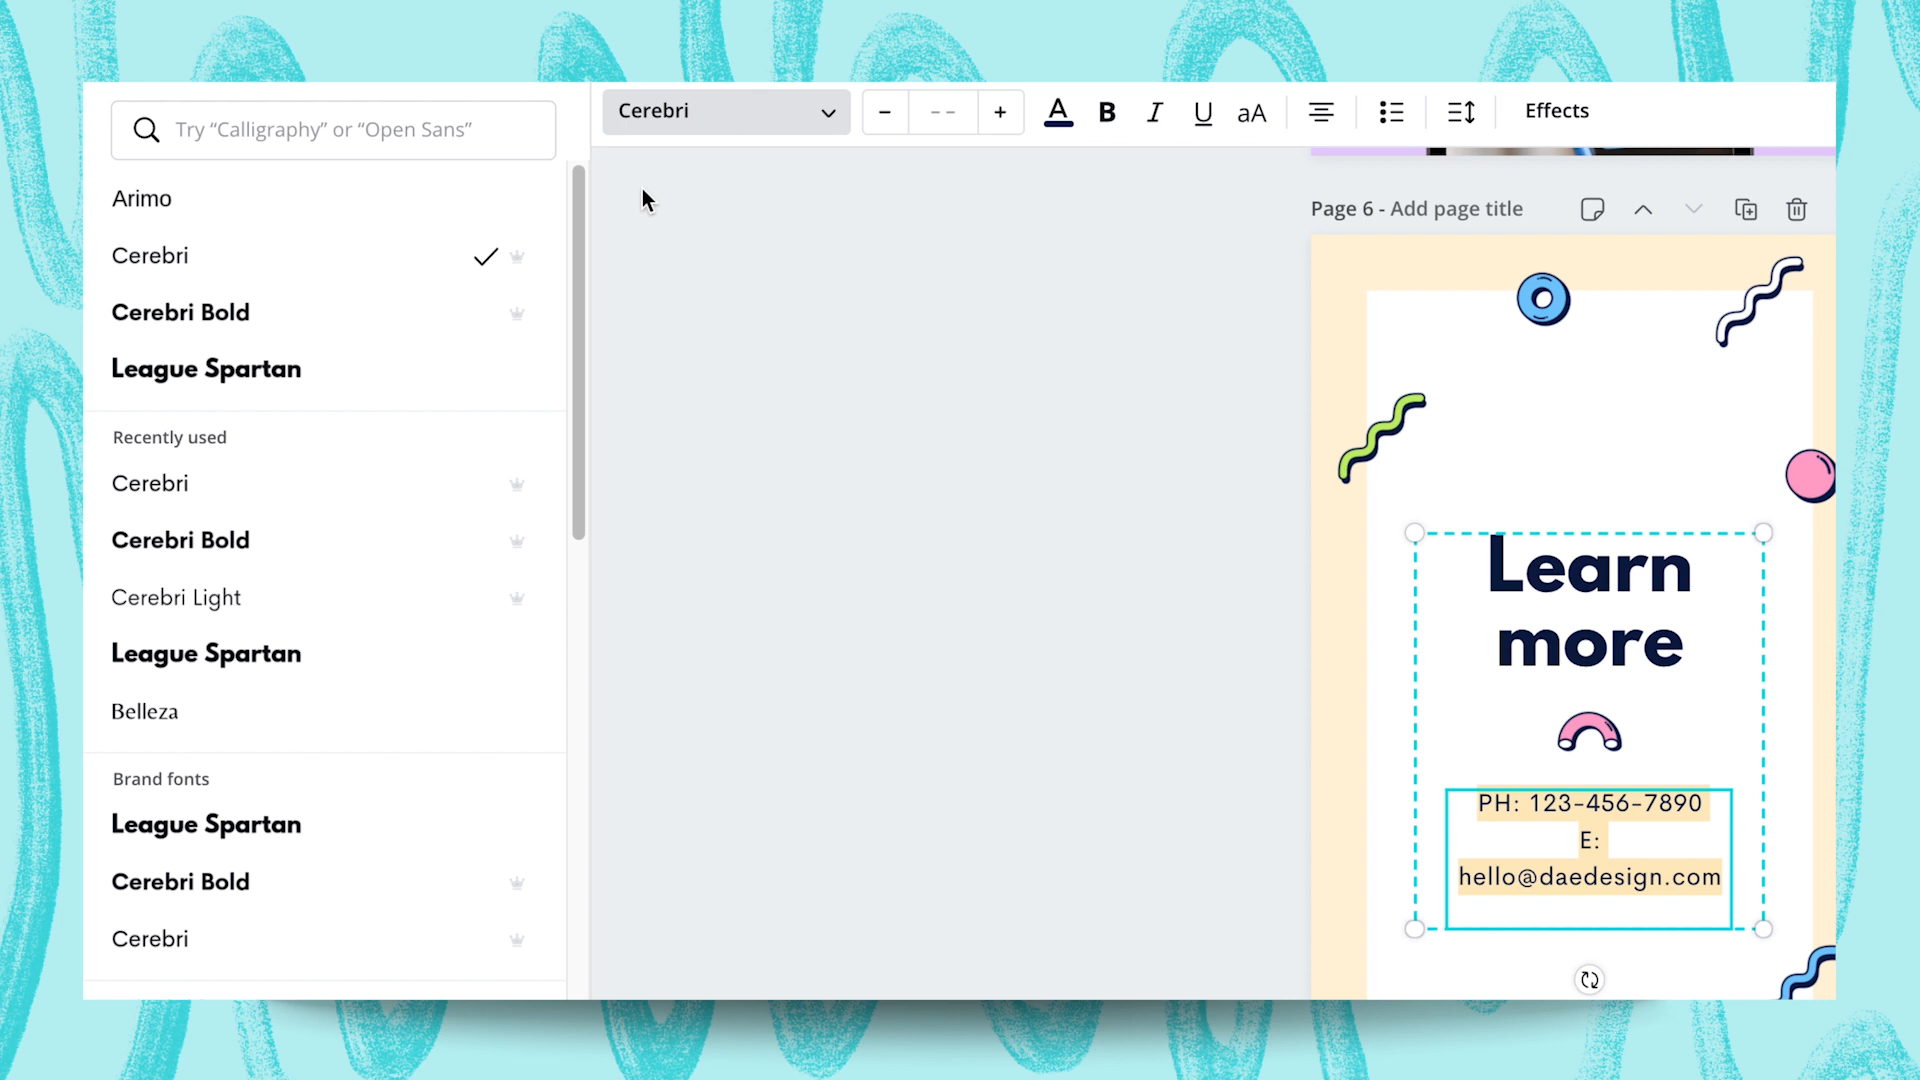 Try “Calligraphy” or “Open Sans”
Arimo
Cerebri
Cerebri Bold
League Spartan
Recently used
Cerebri
Cerebri Bold
Cerebri Light
League Spartan
Belleza
Brand fonts
League Spartan
Cerebri Bold
Cerebri
Cerebri
− -- +
A B I U aA
Effects
Page 6 - Add page title
Learn
more
PH: 123-456-7890
E:
hello@daedesign.com